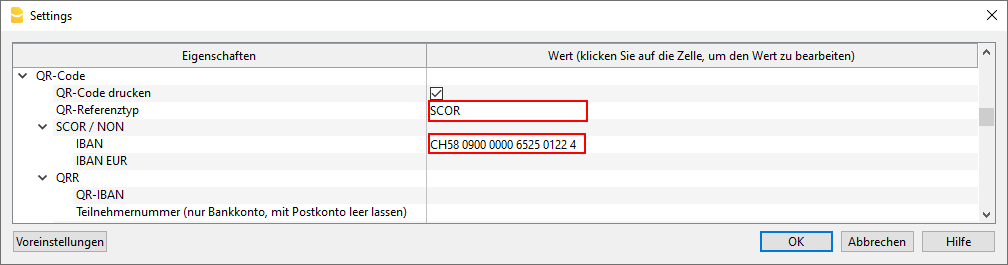 Settings
Eigenschaften Wert (klicken Sie auf die Zelle, um den Wert zu bearbeiten)
QR-Code
QR-Code drucken
QR-Referenztyp SCOR
SCOR / NON
IBAN CH58 0900 0000 6525 0122 4
IBAN EUR
QRR
QR-IBAN
Teilnehmernummer (nur Bankkonto, mit Postkonto leer lassen)
Voreinstellungen OK Abbrechen Hilfe